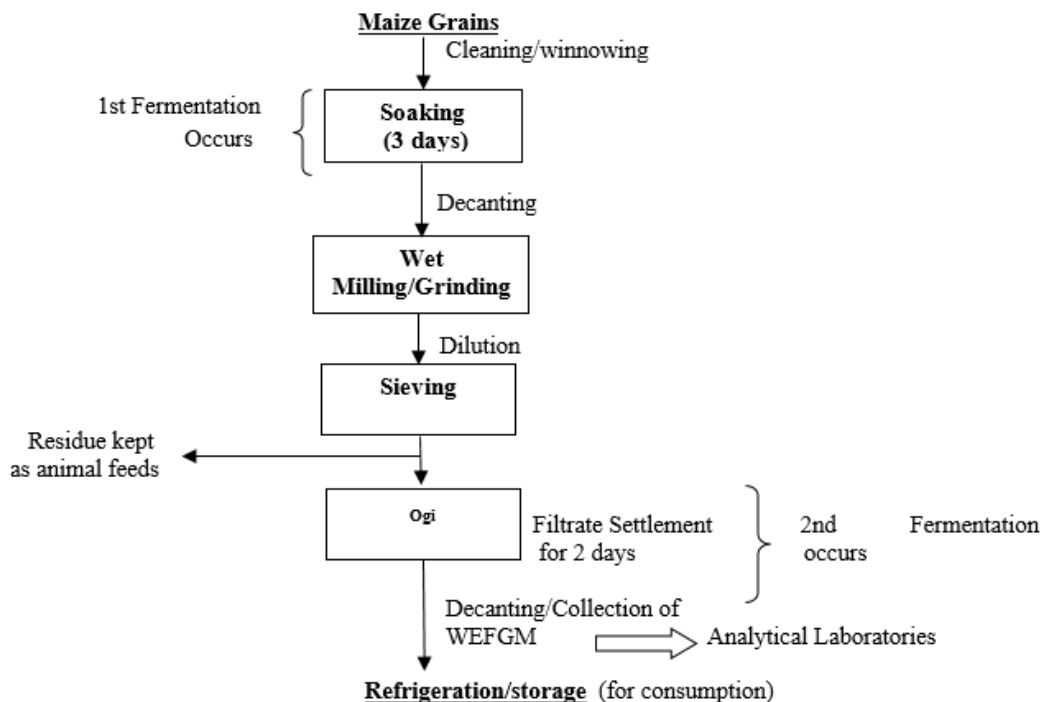 Maize Grains
Cleaning/winnowing
1st Fermentation
Occurs
Soaking
(3 days)
Decanting
Wet
Milling/Grinding
Dilution
Sieving
Residue kept
as animal feeds
Ogi
Filtrate Settlement
for 2 days
2nd Fermentation
occurs
Decanting/Collection of
WEFGM
Analytical Laboratories
Refrigeration/storage (for consumption)